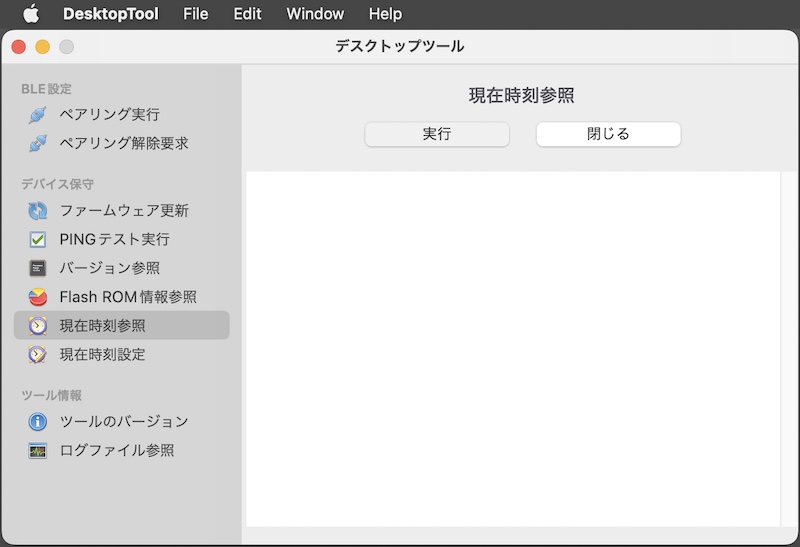 DesktopTool File Edit Window Help
デスクトップツール
BLE設定
ペアリング実行
ペアリング解除要求
デバイス保守
ファームウェア更新
PINGテスト実行
バージョン参照
Flash ROM情報参照
現在時刻参照
現在時刻設定
ツール情報
ツールのバージョン
ログファイル参照
現在時刻参照
実行 閉じる